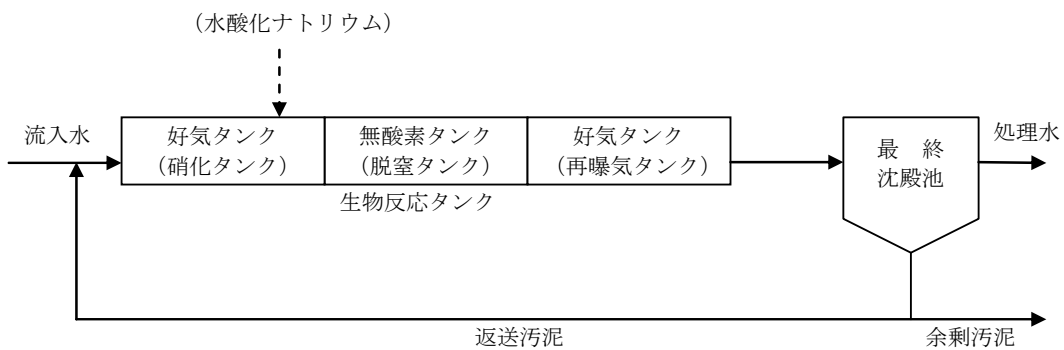 (水酸化ナトリウム)
流入水
好気タンク
(硝化タンク)
無酸素タンク
(脱窒タンク)
好気タンク
(再曝気タンク)
生物反応タンク
最 終
沈殿池
処理水
返送汚泥
余剰汚泥